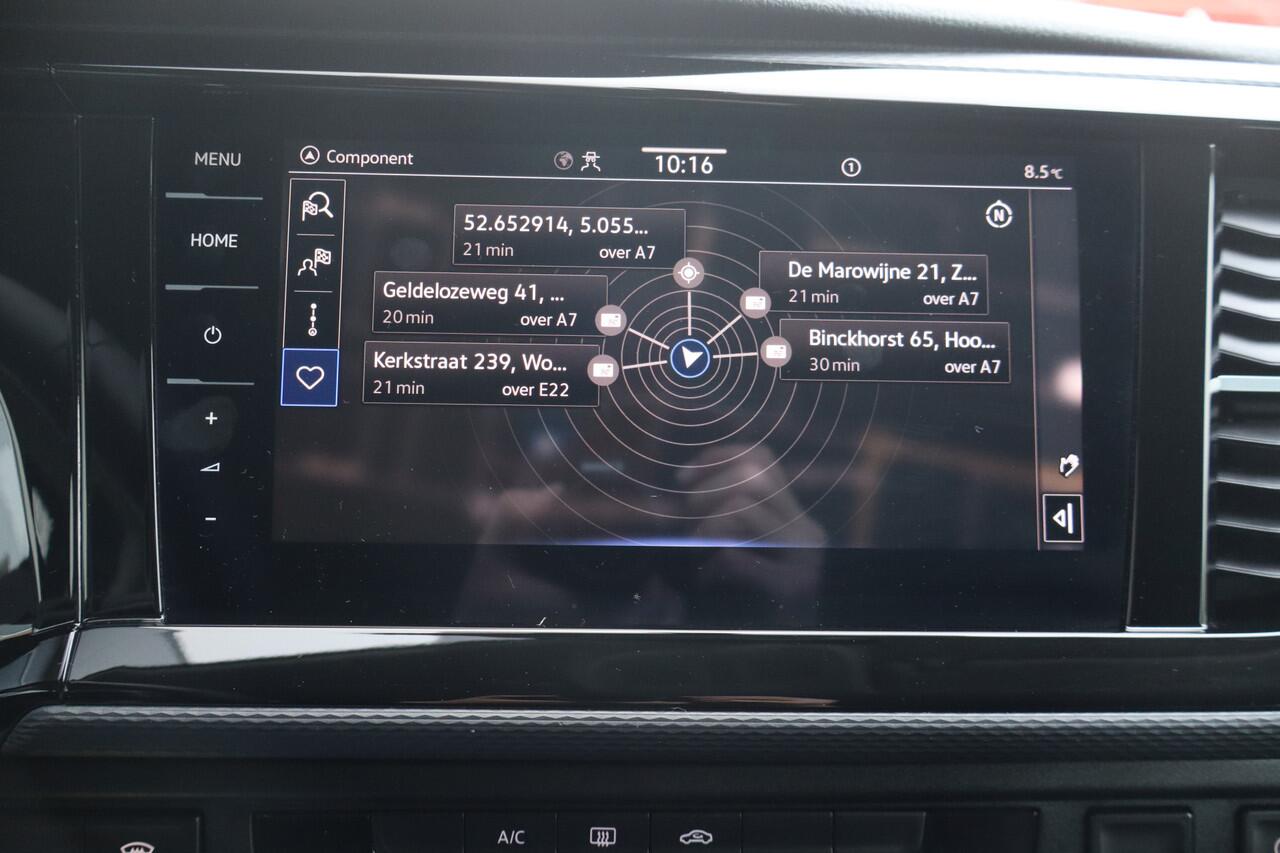 MENU
HOME
+
-
Component
10:16
1
8.5°C
N
52.652914, 5.055...
21 min over A7
Geldelozeweg 41, ...
20 min over A7
Kerkstraat 239, Wo...
21 min over E22
De Marowijne 21, Z...
21 min over A7
Binckhorst 65, Hoo...
30 min over A7
A/C